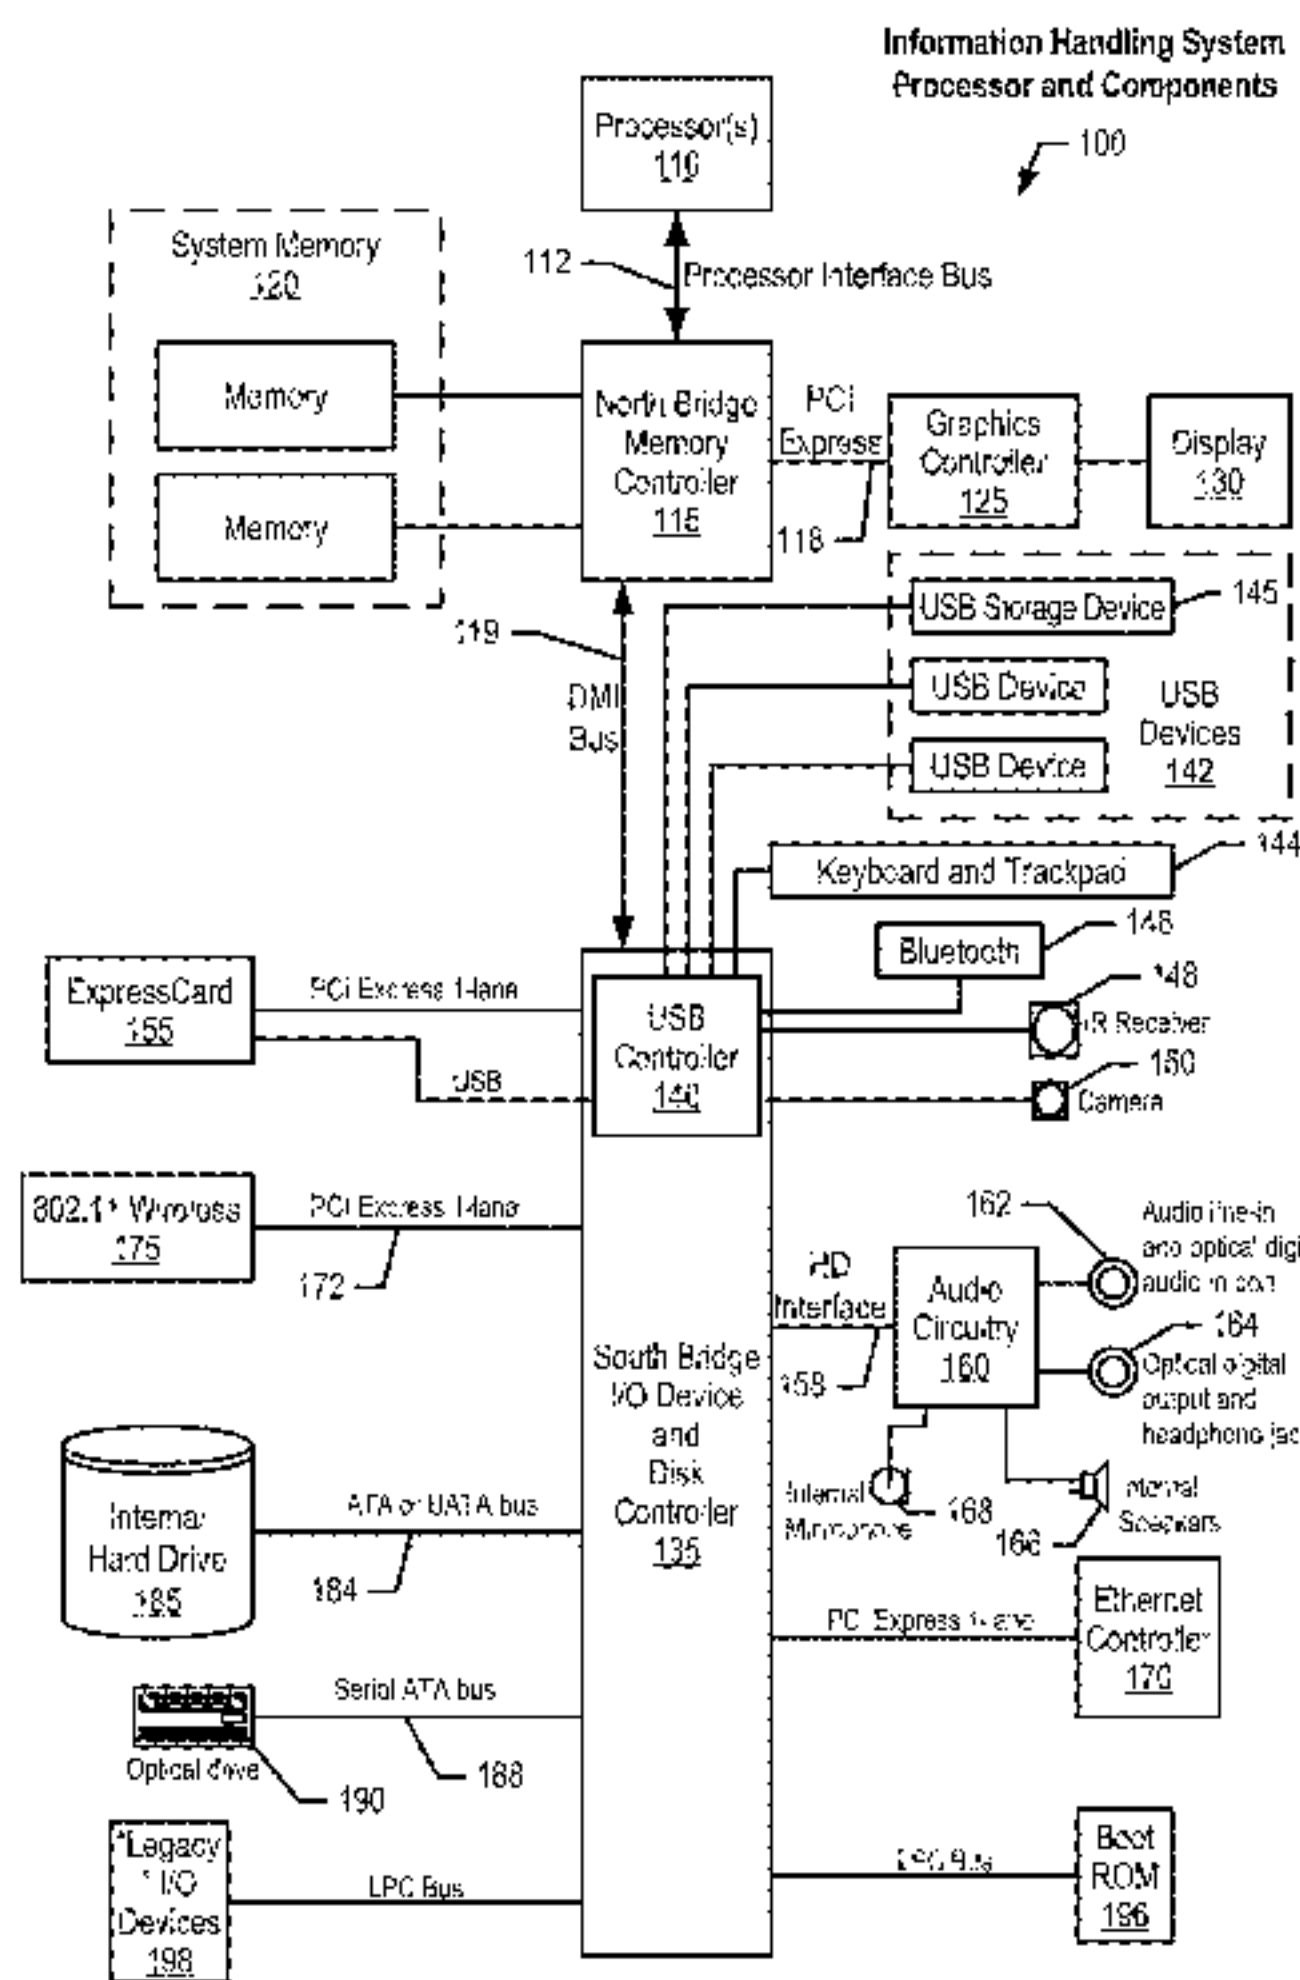 Information Handling System
Processor and Components
100
Processor(s)
110
112
Processor Interface Bus
System Memory
120
Memory
Memory
North Bridge
Memory
Controller
115
PCI
Express
118
Graphics
Controller
125
Display
130
119
DMI
Bus
USB Storage Device
145
USB Device
USB Device
USB
Devices
142
Keyboard and Trackpad
144
Bluetooth
146
148
IR Receiver
150
Camera
ExpressCard
155
PCI Express 1-lane
USB
USB
Controller
140
802.11 Wireless
175
PCI Express 1-lane
172
HD
Interface
158
Audio
Circuitry
160
162
Audio line-in
and optical digi
audio in port
164
Optical digital
output and
headphone jac
Internal
Microphone
168
166
Internal
Speakers
South Bridge
I/O Device
and
Disk
Controller
135
Internal
Hard Drive
185
ATA or UATA bus
184
PCI Express 1-lane
Ethernet
Controller
170
Serial ATA bus
188
Optical drive
190
"Legacy
" I/O
Devices
198
LPC Bus
LPC Bus
Boot
ROM
196